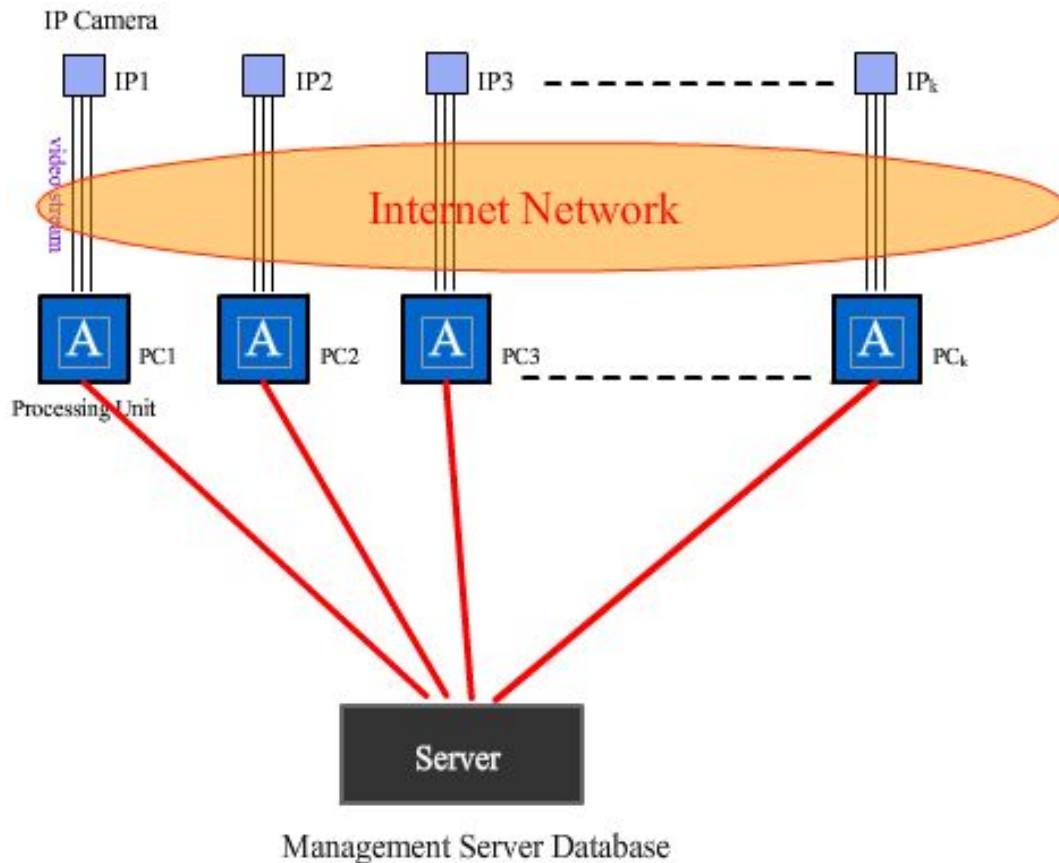 IP Camera
IP1
IP2
IP3
IPk
video stream
Internet Network
A
A
A
A
PC1
PC2
PC3
PCk
Processing Unit
Server
Management Server Database